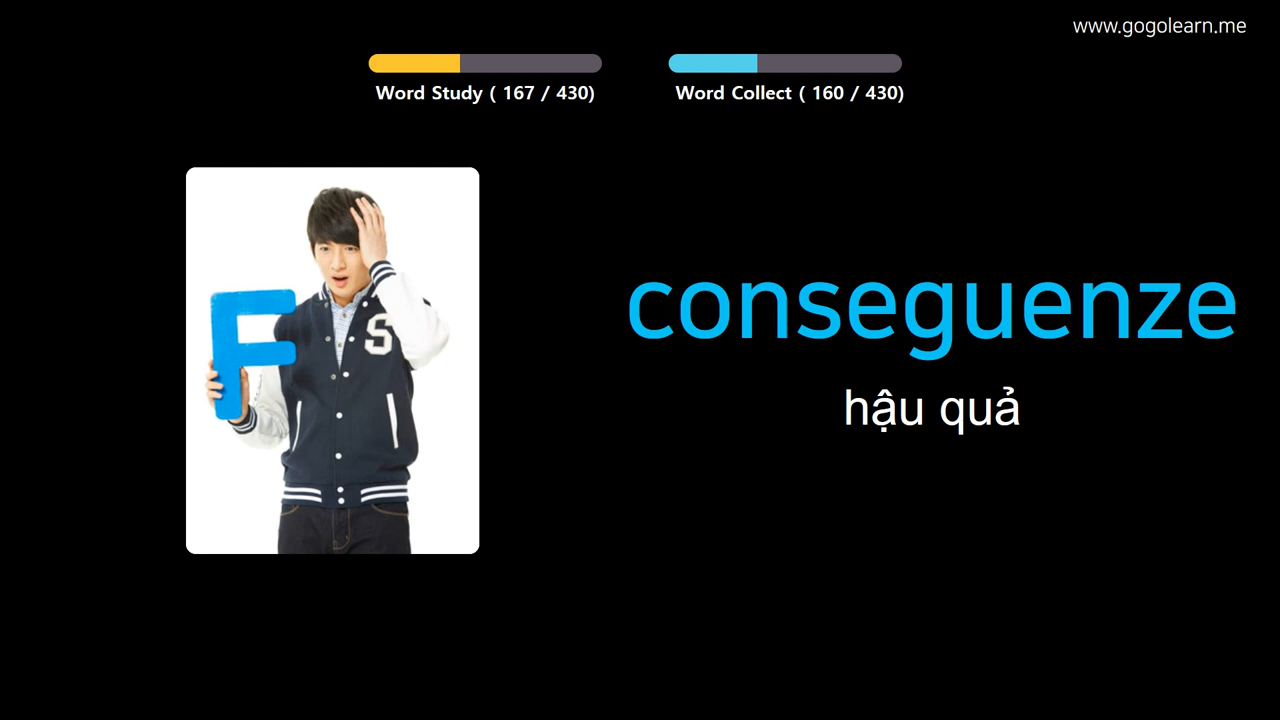 www.gogolearn.me
Word Study ( 167 / 430)
Word Collect ( 160 / 430)
F
S
conseguenze
hậu quả